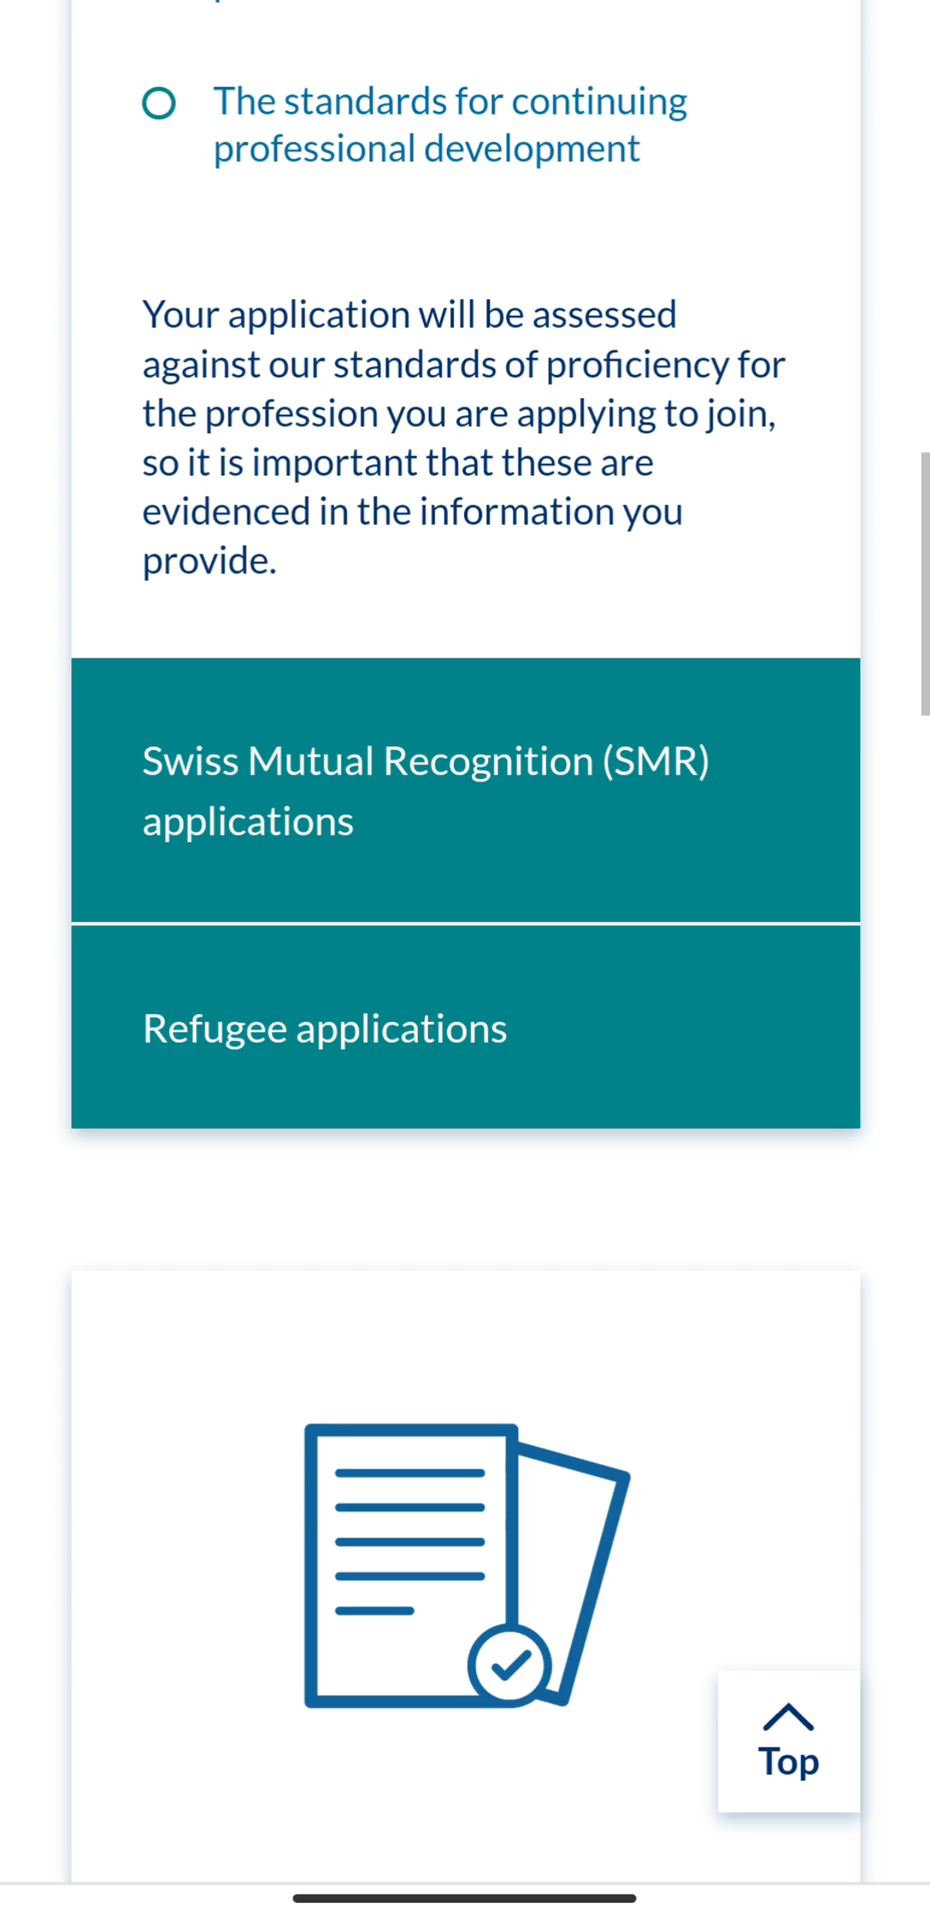 The standards for continuing
professional development
Your application will be assessed
against our standards of proficiency for
the profession you are applying to join,
so it is important that these are
evidenced in the information you
provide.
Swiss Mutual Recognition (SMR)
applications
Refugee applications
Top